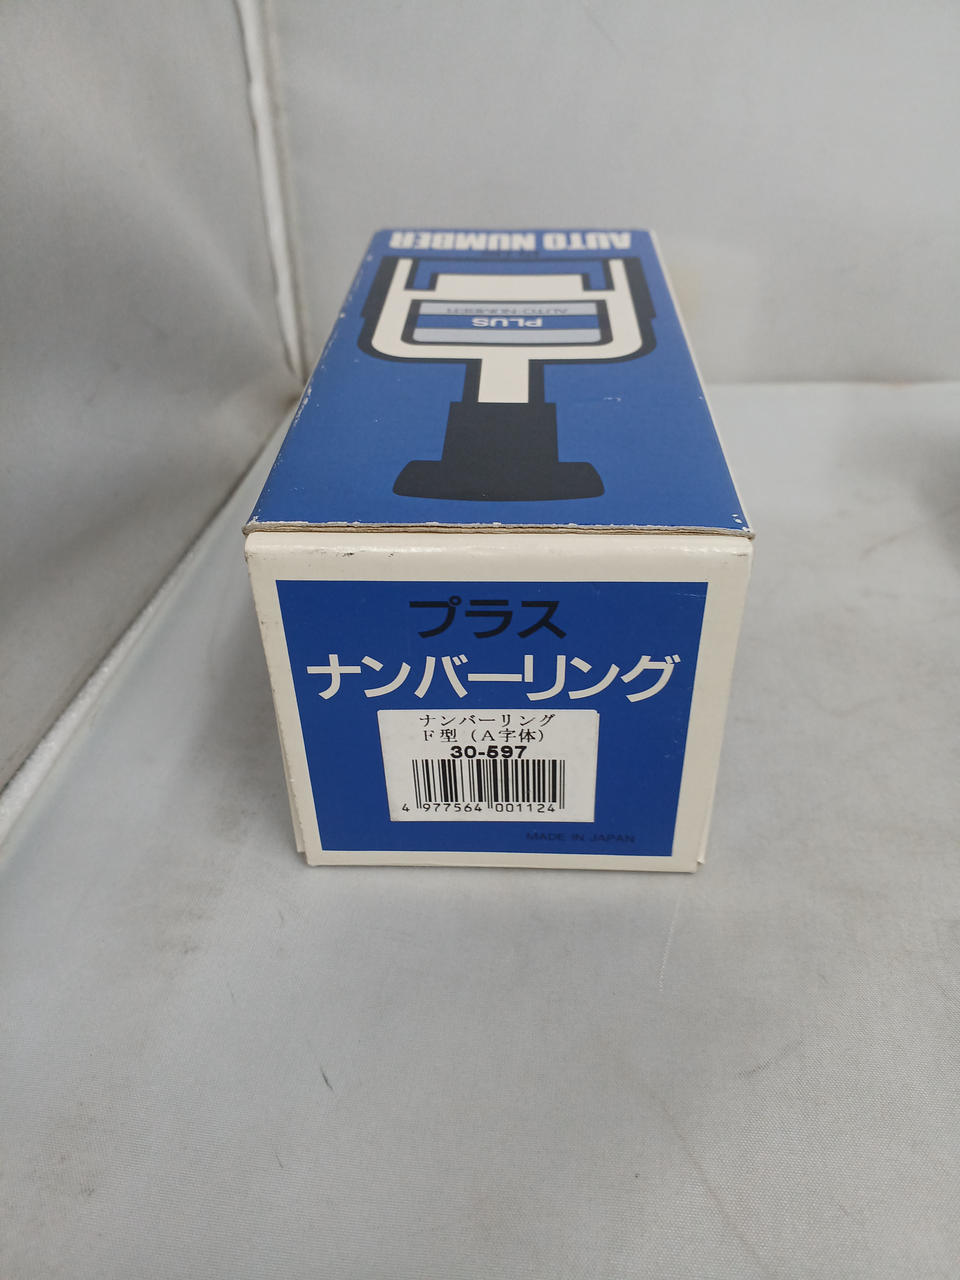 AUTO NUMBER
AUTO-NUMBER
PLUS
プラス
ナンバーリング
ナンバーリング
F型(A字体)
30-597
4 977564 001124
MADE IN JAPAN